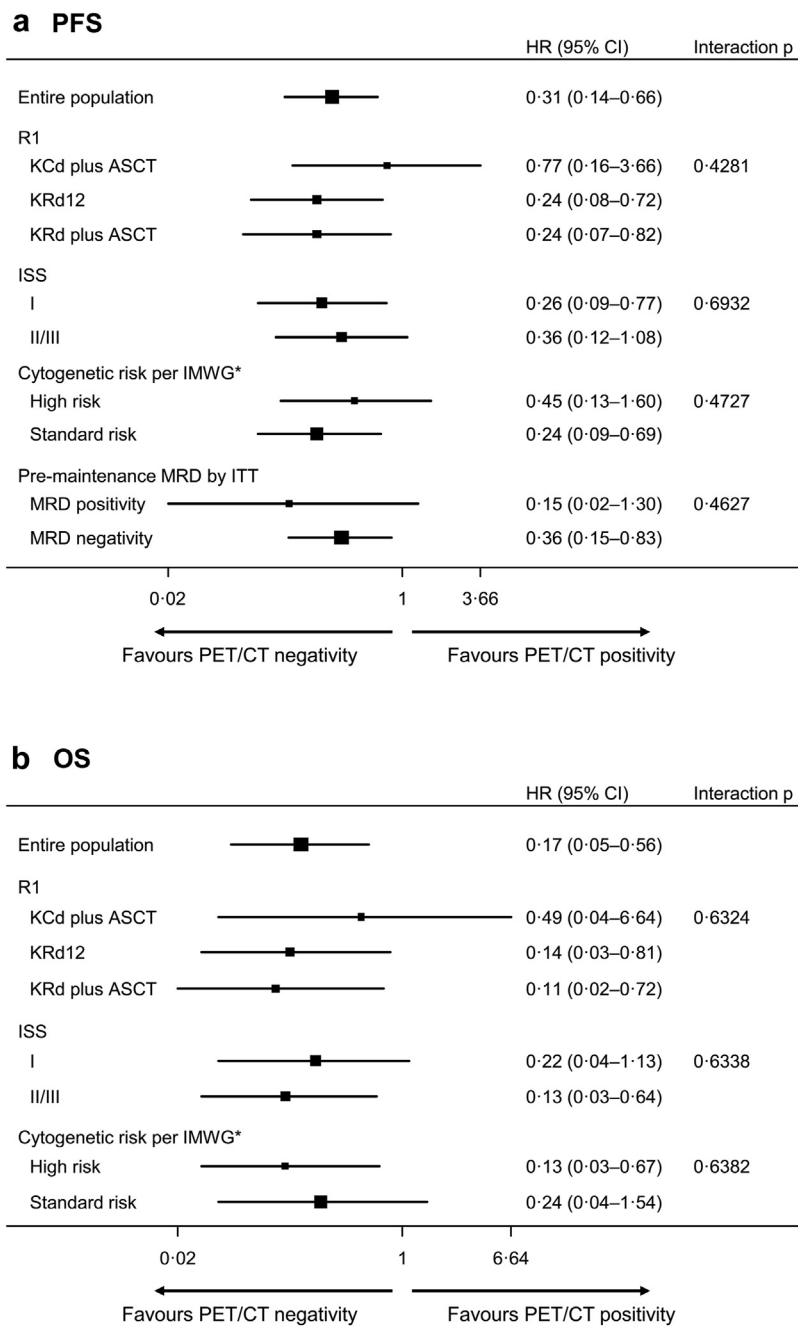 a PFS
HR (95% CI) Interaction p
Entire population 0·31 (0·14–0·66)
R1
KCd plus ASCT 0·77 (0·16–3·66) 0·4281
KRd12 0·24 (0·08–0·72)
KRd plus ASCT 0·24 (0·07–0·82)
ISS
I 0·26 (0·09–0·77) 0·6932
II/III 0·36 (0·12–1·08)
Cytogenetic risk per IMWG*
High risk 0·45 (0·13–1·60) 0·4727
Standard risk 0·24 (0·09–0·69)
Pre-maintenance MRD by ITT
MRD positivity 0·15 (0·02–1·30) 0·4627
MRD negativity 0·36 (0·15–0·83)
0·02 1 3·66
Favours PET/CT negativity Favours PET/CT positivity
b OS
HR (95% CI) Interaction p
Entire population 0·17 (0·05–0·56)
R1
KCd plus ASCT 0·49 (0·04–6·64) 0·6324
KRd12 0·14 (0·03–0·81)
KRd plus ASCT 0·11 (0·02–0·72)
ISS
I 0·22 (0·04–1·13) 0·6338
II/III 0·13 (0·03–0·64)
Cytogenetic risk per IMWG*
High risk 0·13 (0·03–0·67) 0·6382
Standard risk 0·24 (0·04–1·54)
0·02 1 6·64
Favours PET/CT negativity Favours PET/CT positivity